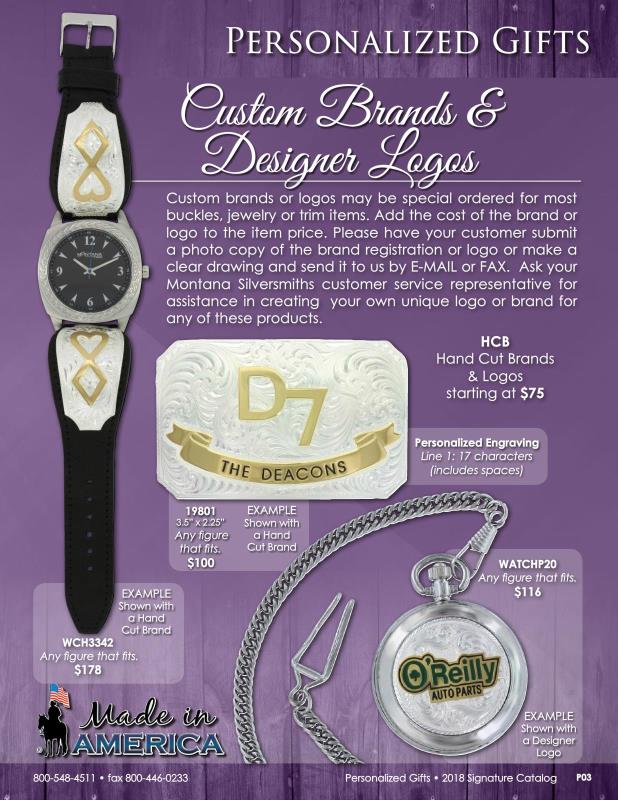 PERSONALIZED GIFTS
Custom Brands &
Designer Logos
Custom brands or logos may be special ordered for most
buckles, jewelry or trim items. Add the cost of the brand or
logo to the item price. Please have your customer submit
a photo copy of the brand registration or logo or make a
clear drawing and send it to us by E-MAIL or FAX. Ask your
Montana Silversmiths customer service representative for
assistance in creating your own unique logo or brand for
any of these products.
12
MONTANA
3
6
9
HCB
Hand Cut Brands
& Logos
starting at $75
D7
THE DEACONS
Personalized Engraving
Line 1: 17 characters
(includes spaces)
19801
3.5" x 2.25"
Any figure
that fits.
$100
EXAMPLE
Shown with
a Hand
Cut Brand
WATCHP20
Any figure that fits.
$116
EXAMPLE
Shown with
a Hand
Cut Brand
WCH3342
Any figure that fits.
$178
O'Reilly
AUTO PARTS
EXAMPLE
Shown with
a Designer
Logo
Made in
AMERICA
800-548-4511 • fax 800-446-0233
Personalized Gifts • 2018 Signature Catalog P03